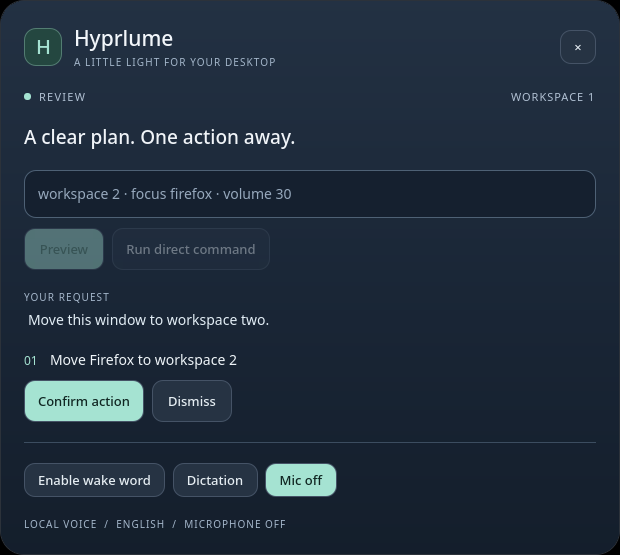 H
Hyprlume
A LITTLE LIGHT FOR YOUR DESKTOP
×
REVIEW
WORKSPACE 1
A clear plan. One action away.
workspace 2 · focus firefox · volume 30
Preview
Run direct command
YOUR REQUEST
Move this window to workspace two.
01 Move Firefox to workspace 2
Confirm action
Dismiss
Enable wake word
Dictation
Mic off
LOCAL VOICE / ENGLISH / MICROPHONE OFF